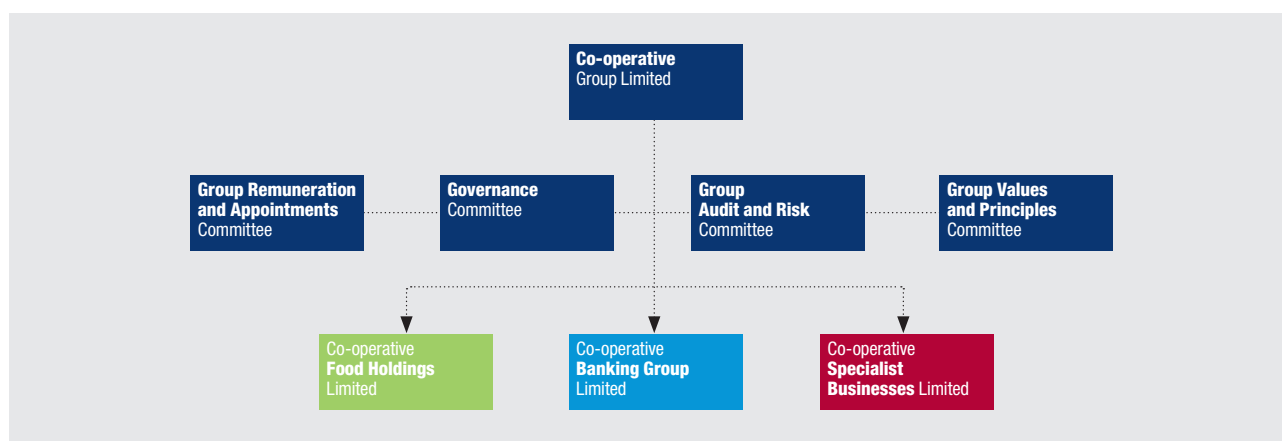 Co-operative
Group Limited
Group Remuneration
and Appointments
Committee
Governance
Committee
Group
Audit and Risk
Committee
Group Values
and Principles
Committee
Co-operative
Food Holdings
Limited
Co-operative
Banking Group
Limited
Co-operative
Specialist
Businesses Limited